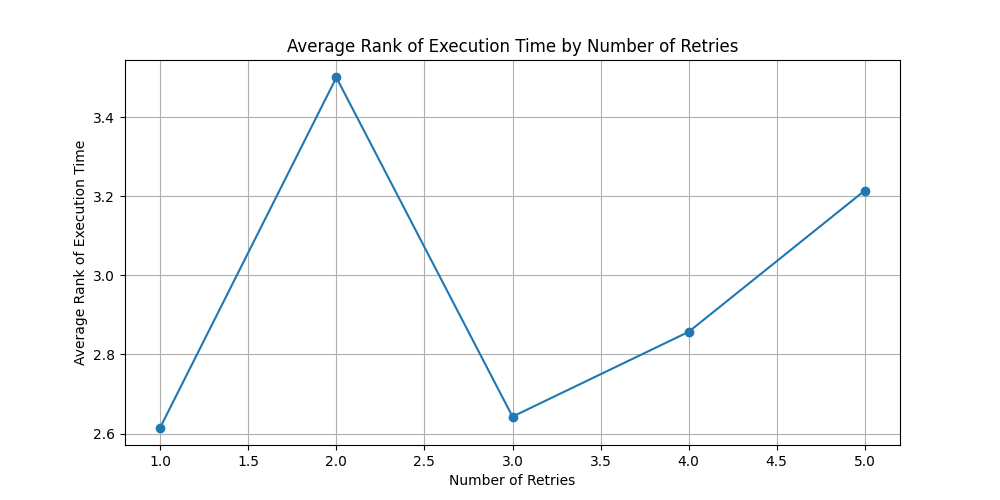 Average Rank of Execution Time by Number of Retries
Average Rank of Execution Time
3.4
3.2
3.0
2.8
2.6
1.0 1.5 2.0 2.5 3.0 3.5 4.0 4.5 5.0
Number of Retries